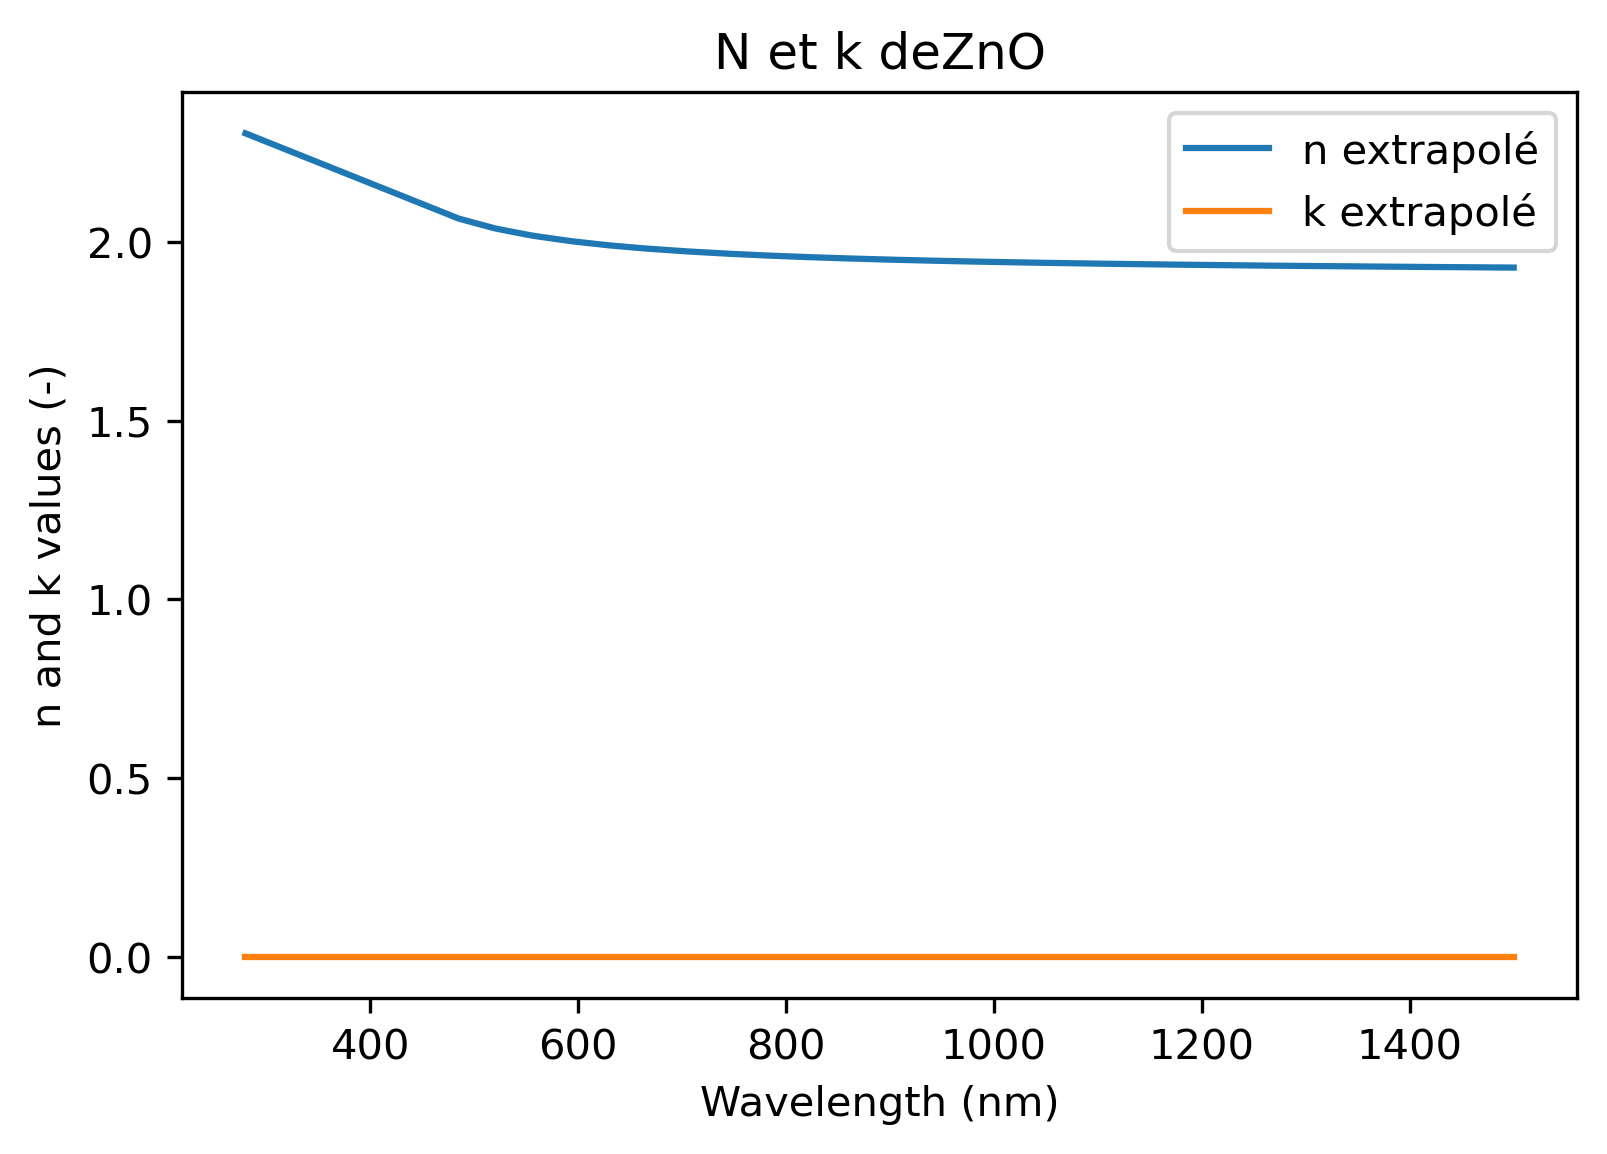 N et k deZnO
n extrapolé
k extrapolé
n and k values (-)
2.0
1.5
1.0
0.5
0.0
400 600 800 1000 1200 1400
Wavelength (nm)